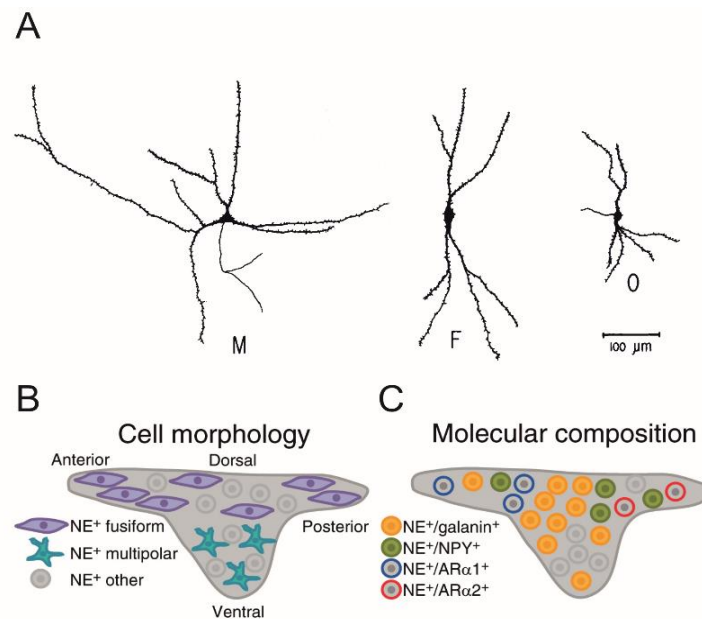 A
M
F
O
100 µm
B
Cell morphology
Anterior
Dorsal
Posterior
NE⁺ fusiform
NE⁺ multipolar
NE⁺ other
Ventral
C
Molecular composition
NE⁺/galanin⁺
NE⁺/NPY⁺
NE⁺/ARα1⁺
NE⁺/ARα2⁺